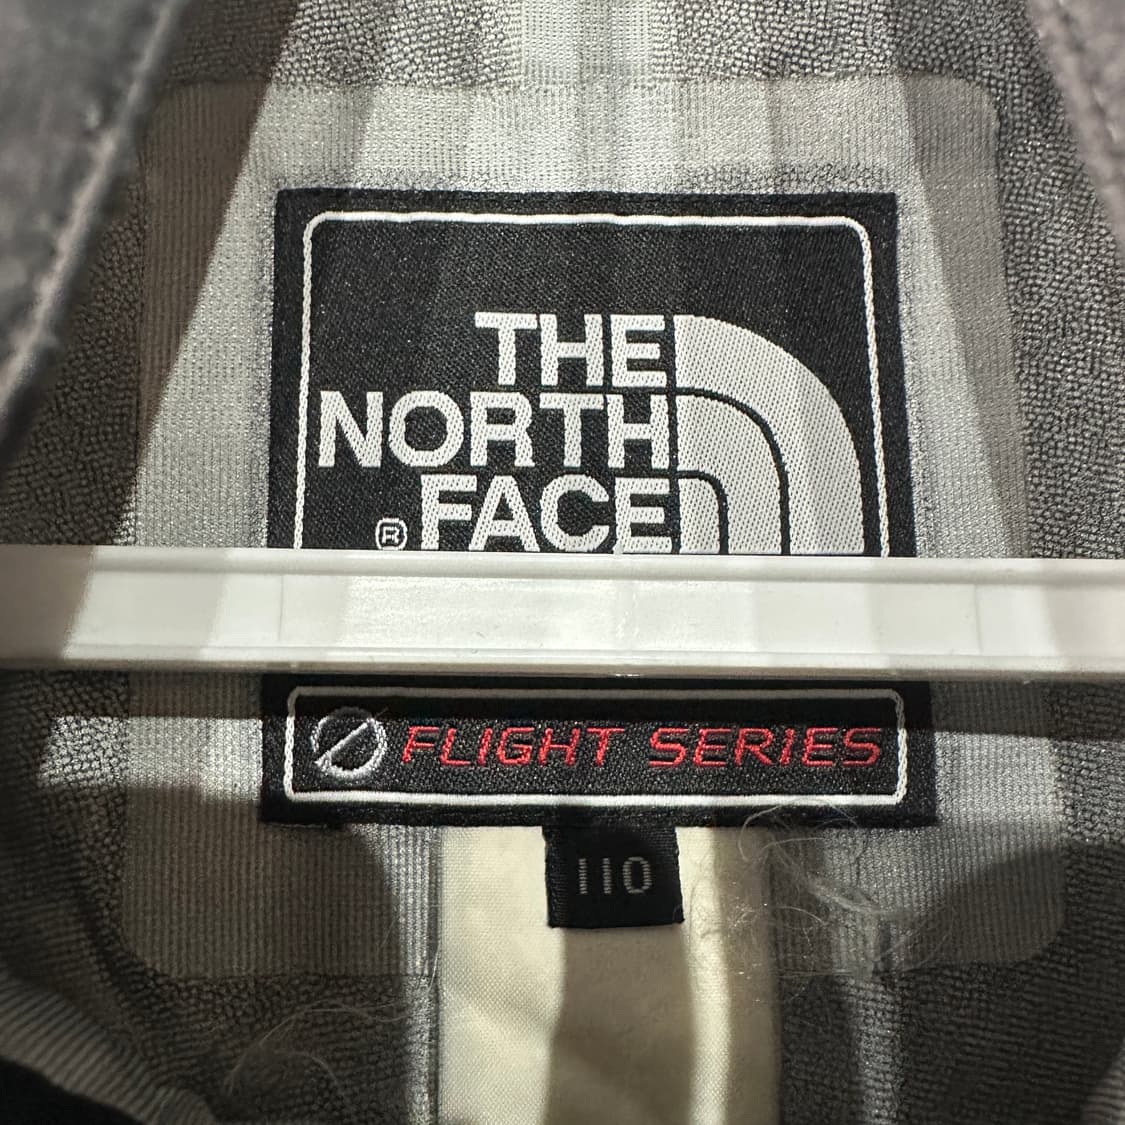 THE
NORTH
® FACE
FLIGHT SERIES
110